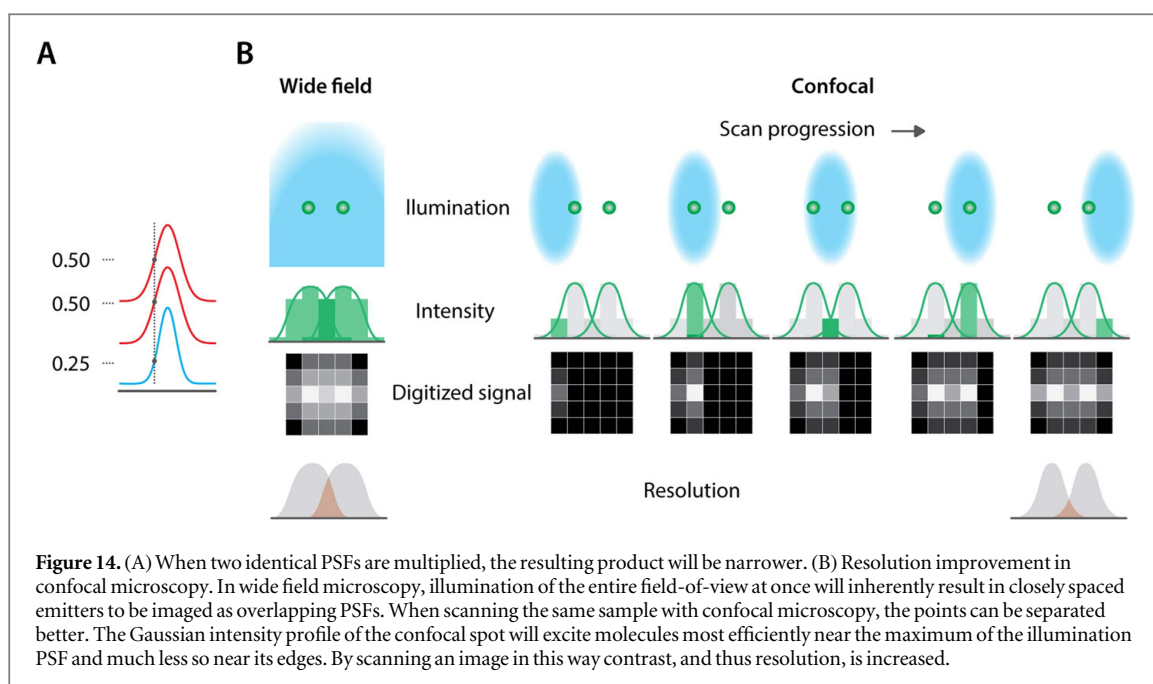 A
B
Wide field
Confocal
Scan progression
Illumination
0.50
0.50
0.25
Intensity
Digitized signal
Resolution
Figure 14. (A) When two identical PSFs are multiplied, the resulting product will be narrower. (B) Resolution improvement in
confocal microscopy. In wide field microscopy, illumination of the entire field-of-view at once will inherently result in closely spaced
emitters to be imaged as overlapping PSFs. When scanning the same sample with confocal microscopy, the points can be separated
better. The Gaussian intensity profile of the confocal spot will excite molecules most efficiently near the maximum of the illumination
PSF and much less so near its edges. By scanning an image in this way contrast, and thus resolution, is increased.